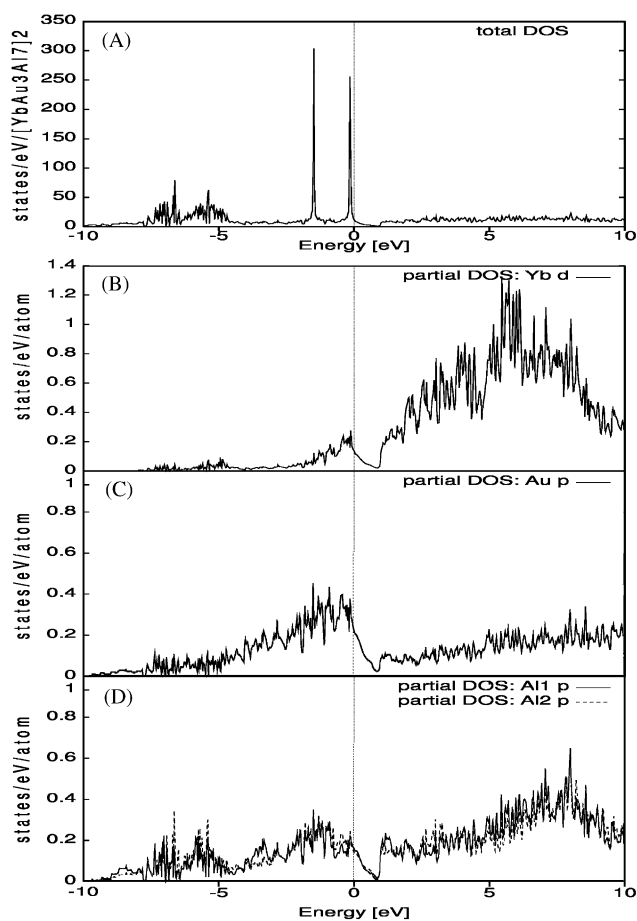 350
(A)
total DOS
300
250
200
150
100
50
0
states/eV/[YbAu3Al7]2
-10
-5
0
5
10
Energy [eV]
1.4
(B)
partial DOS: Yb d
1.2
1
0.8
0.6
0.4
0.2
0
states/eV/atom
1
(C)
partial DOS: Au p
0.8
0.6
0.4
0.2
0
states/eV/atom
1
(D)
partial DOS: Al1 p
partial DOS: Al2 p
0.8
0.6
0.4
0.2
0
states/eV/atom
-10
-5
0
5
10
Energy [eV]